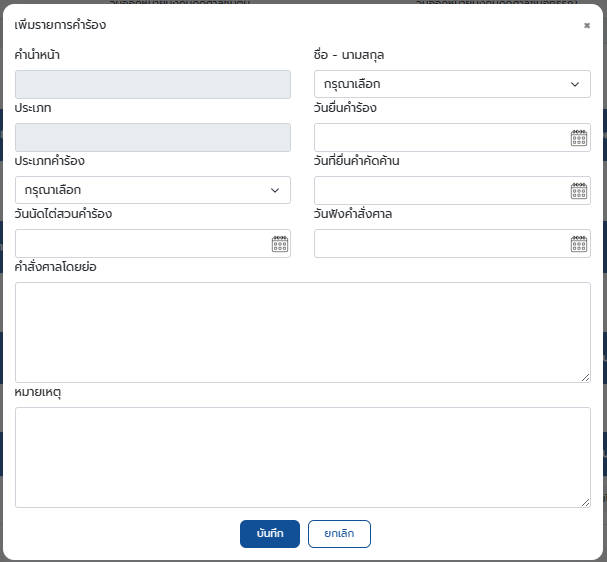 เพิ่มรายการคำร้อง
คำนำหน้า
ชื่อ - นามสกุล
กรุณาเลือก
ประเภท
วันยื่นคำร้อง
ประเภทคำร้อง
วันที่ยื่นคำคัดค้าน
กรุณาเลือก
วันนัดไต่สวนคำร้อง
วันฟังคำสั่งศาล
คำสั่งศาลโดยย่อ
หมายเหตุ
บันทึก
ยกเลิก